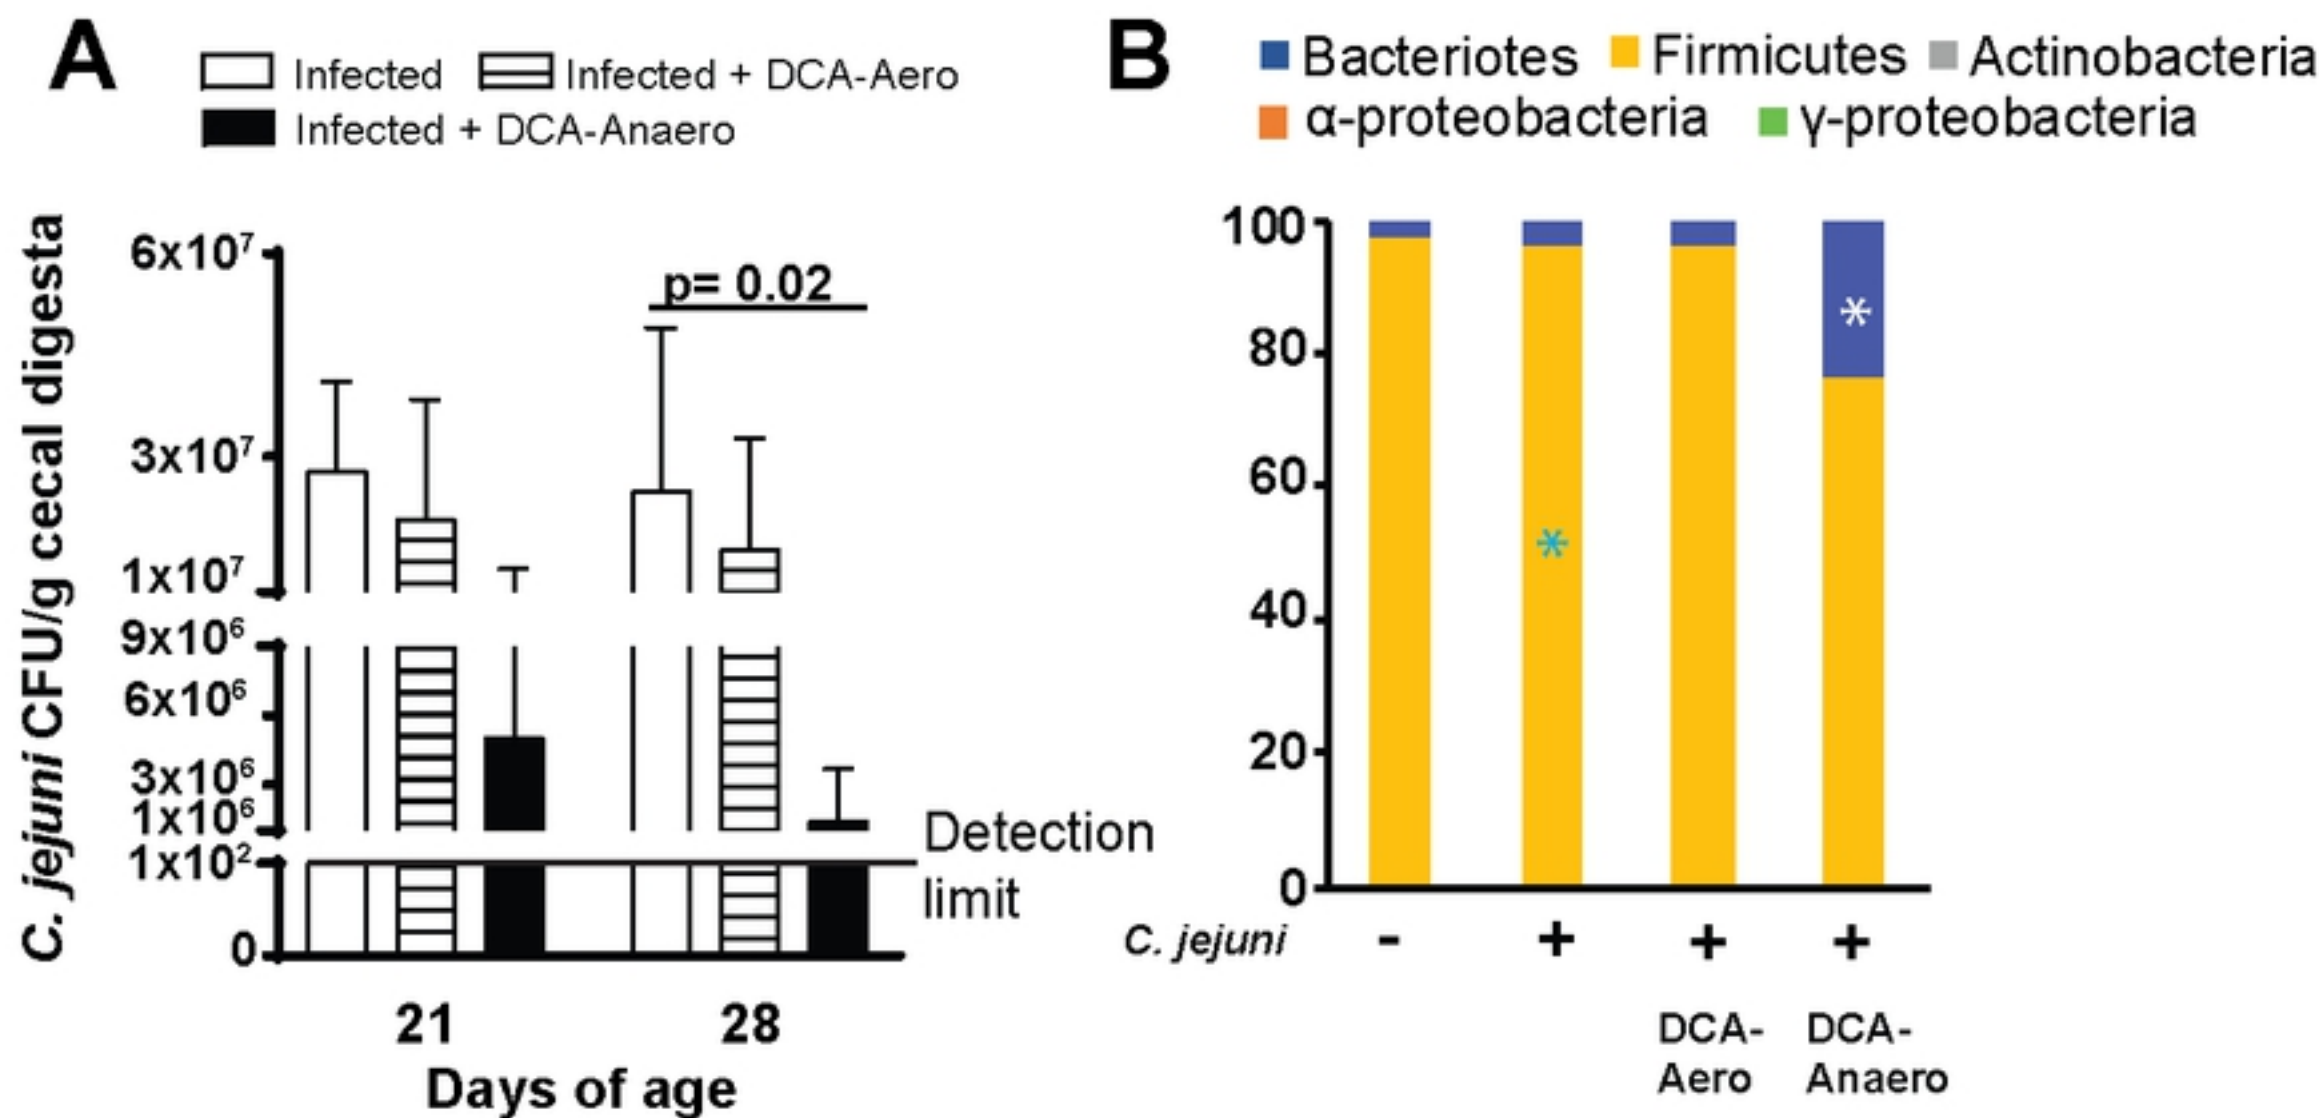 A
Infected Infected + DCA-Aero
Infected + DCA-Anaero
C. jejuni CFU/g cecal digesta
6x10⁷
3x10⁷
1x10⁷
9x10⁶
6x10⁶
3x10⁶
1x10⁶
1x10²
0
p= 0.02
Detection
limit
21 28
Days of age
B
Bacteriotes Firmicutes Actinobacteria
α-proteobacteria γ-proteobacteria
100
80
60
40
20
0
*
*
C. jejuni - + + +
DCA- DCA-
Aero Anaero